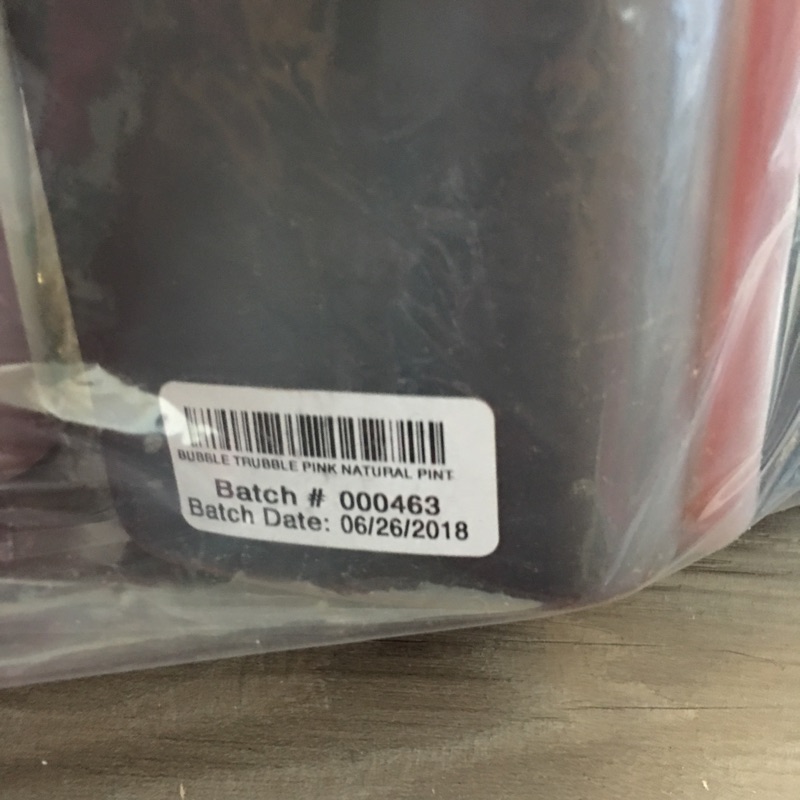 BUBBLE TRUBBLE PINK NATURAL PINT
Batch # 000463
Batch Date: 06/26/2018